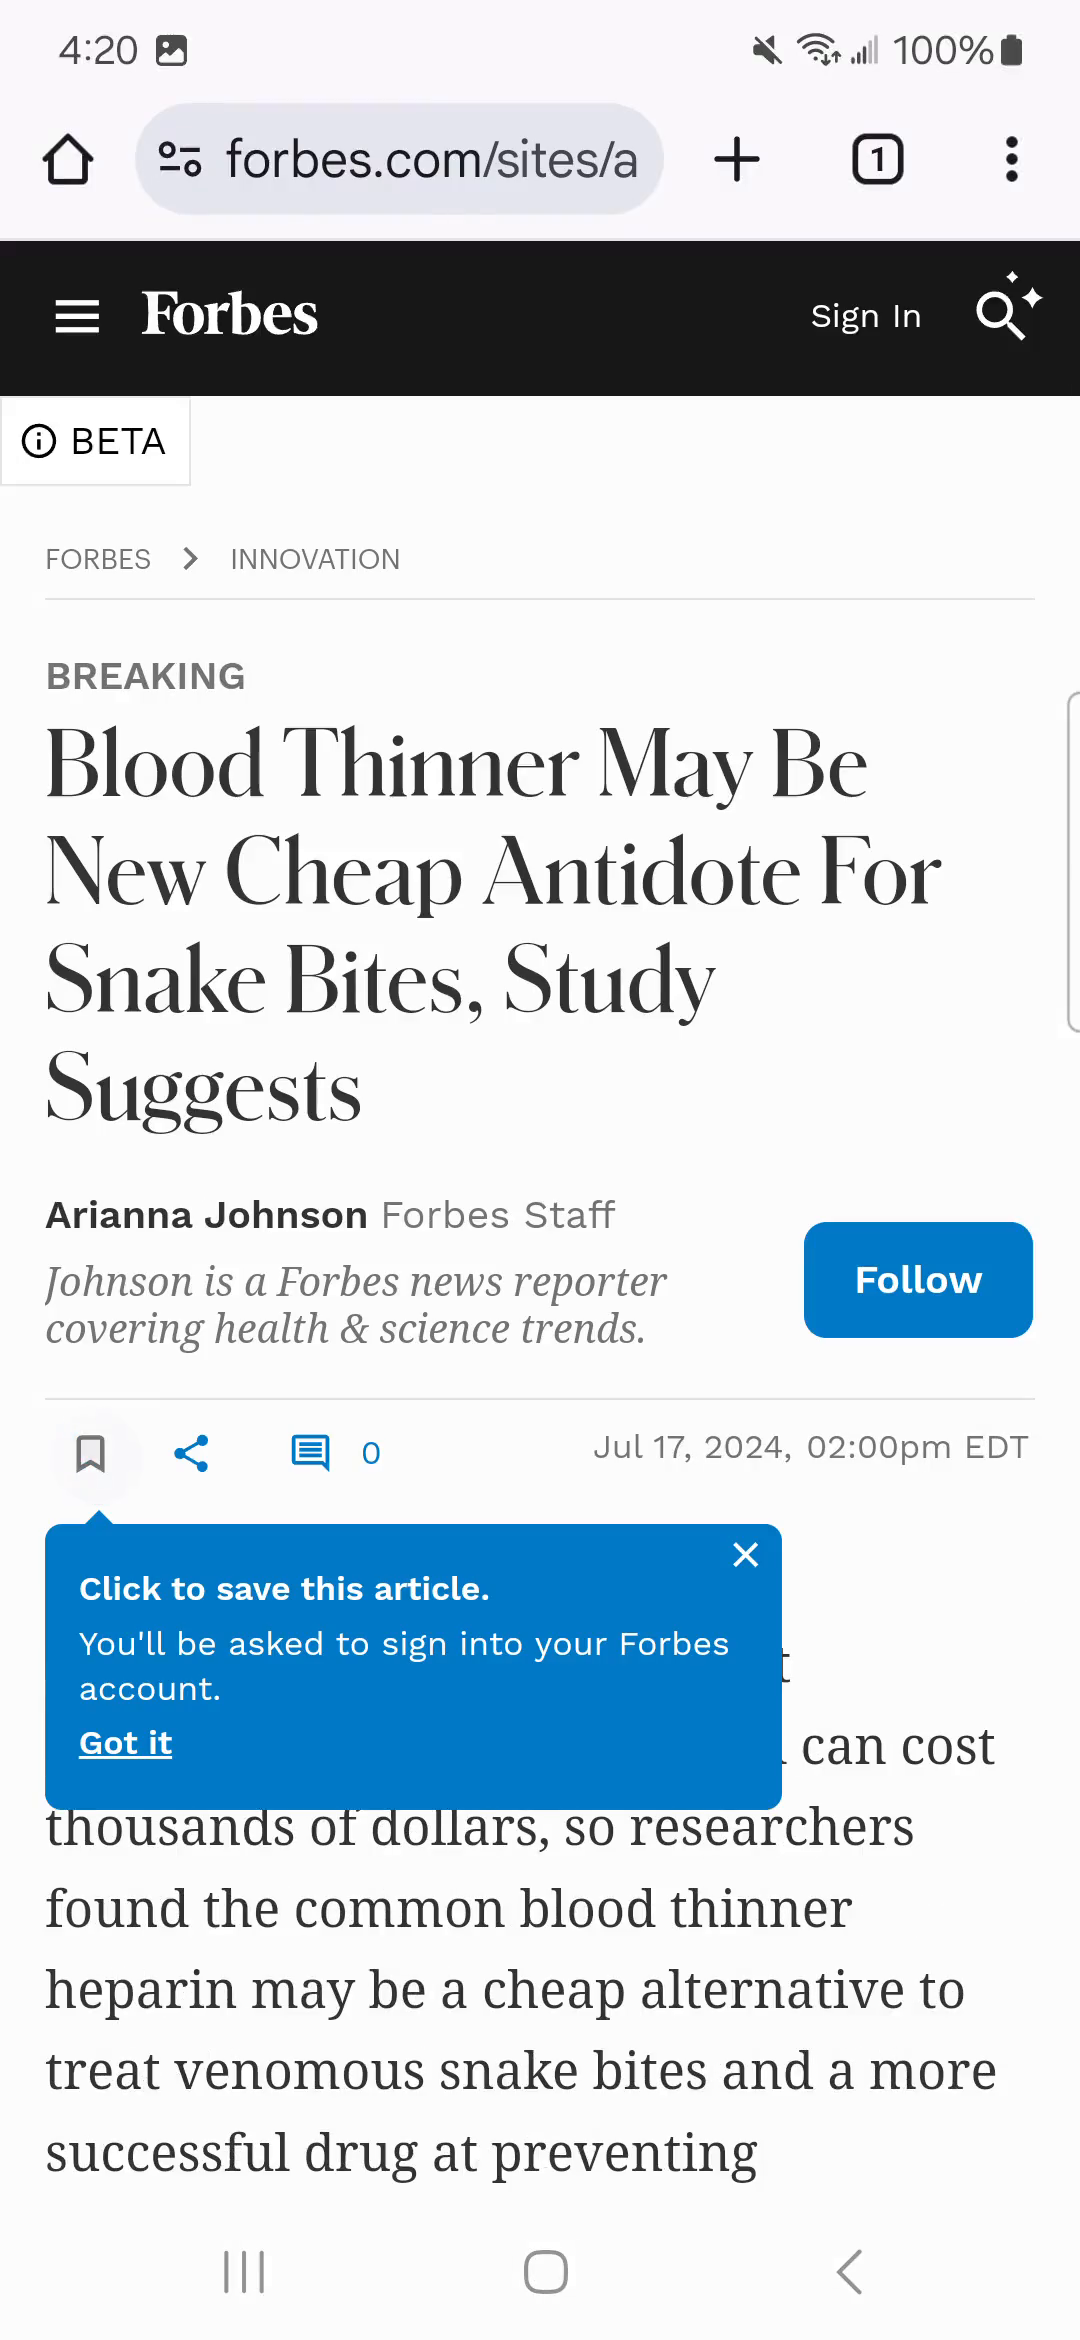 4:20
100%
forbes.com/sites/a
1
Forbes
Sign In
BETA
FORBES > INNOVATION
BREAKING
Blood Thinner May Be
New Cheap Antidote For
Snake Bites, Study
Suggests
Arianna Johnson Forbes Staff
Johnson is a Forbes news reporter
covering health & science trends.
Follow
0
Jul 17, 2024, 02:00pm EDT
Click to save this article.
You'll be asked to sign into your Forbes
account.
Got it
can cost
thousands of dollars, so researchers
found the common blood thinner
heparin may be a cheap alternative to
treat venomous snake bites and a more
successful drug at preventing